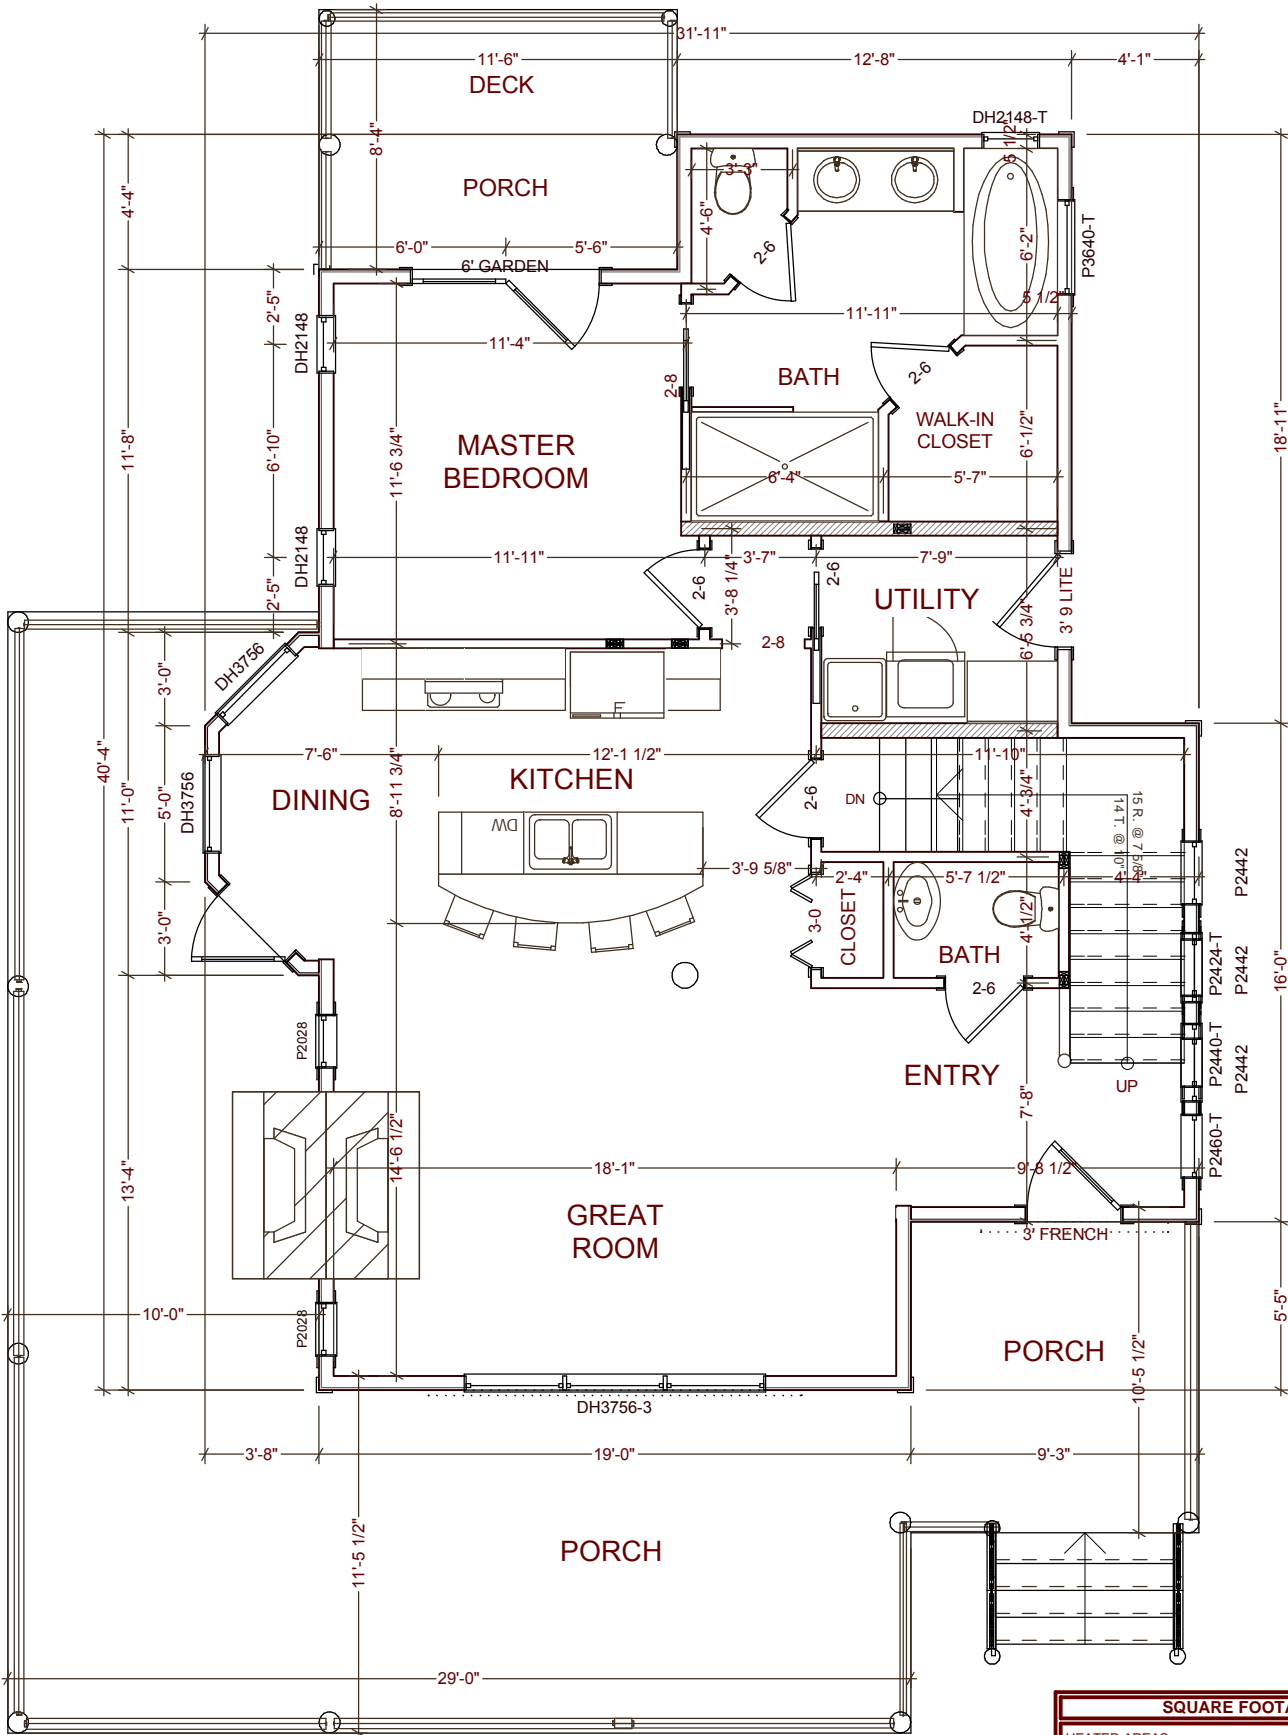 31'-11"
11'-6"
12'-8"
4'-1"
DECK
DH2148-T
5 1/2"
8'-4"
4'-4"
PORCH
3'-3"
4'-6"
6'-2"
P3640-T
6'-0"
5'-6"
2-6
6' GARDEN
5 1/2"
2'-5"
DH2148
11'-4"
11'-11"
BATH
2-6
2-8
WALK-IN
CLOSET
18'-11"
MASTER
BEDROOM
11'-8"
6'-10"
11'-6 3/4"
6'-1/2"
6'-4"
5'-7"
DH2148
11'-11"
3'-7"
7'-9"
2'-5"
2-6
3'-8 1/4"
2-6
UTILITY
3' 9 LITE
6'-5 3/4"
2-8
DH3756
3'-0"
F
40'-4"
7'-6"
12'-1 1/2"
11'-10"
KITCHEN
DINING
DH3756
11'-0"
5'-0"
8'-11 3/4"
DW
2-6
DN
4'-3/4"
15 R. @ 7 5/8"
14 T. @ 10"
P2442
3'-9 5/8"
2'-4"
5'-7 1/2"
4'-4"
3'-0"
3-0
CLOSET
4'-1/2"
BATH
2-6
P2424-T
P2442
16'-0"
P2028
ENTRY
UP
P2440-T
P2442
7'-8"
14'-6 1/2"
13'-4"
18'-1"
9'-8 1/2"
P2460-T
GREAT
ROOM
3' FRENCH
10'-0"
P2028
5'-5"
PORCH
10'-5 1/2"
DH3756-3
3'-8"
19'-0"
9'-3"
11'-5 1/2"
PORCH
29'-0"
SQUARE